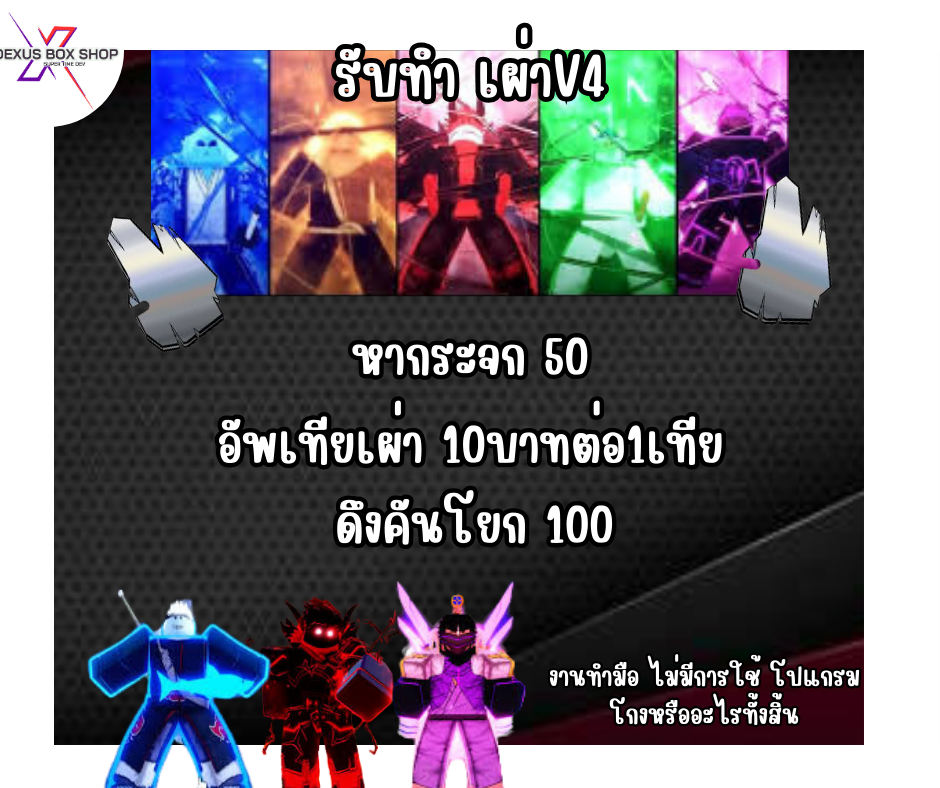 DEXUS BOX SHOP
SUPER TIME DEV
รับทำ เผ่าV4
หากระจก 50
อัพเทียเผ่า 10บาทต่อ1เทีย
ดึงคันโยก 100
งานทำมือ ไม่มีการใช้ โปแกรม
โกงหรืออะไรทั้งสิ้น